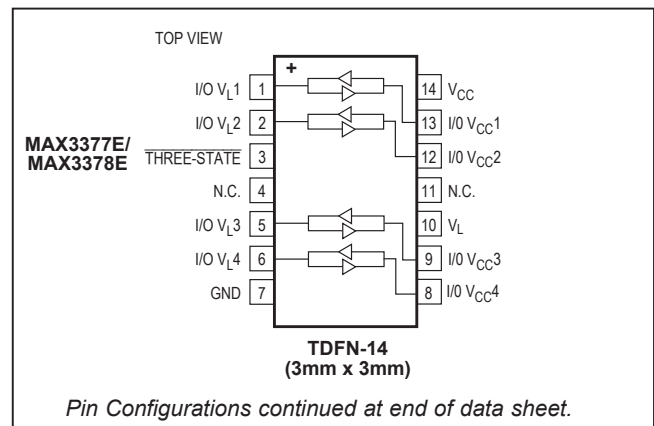 TOP VIEW
+
I/O VL1 1 14 VCC
I/O VL2 2 13 I/0 VCC1
MAX3377E/
MAX3378E
THREE-STATE 3 12 I/0 VCC2
N.C. 4 11 N.C.
I/O VL3 5 10 VL
I/O VL4 6 9 I/0 VCC3
GND 7 8 I/0 VCC4
TDFN-14
(3mm x 3mm)
Pin Configurations continued at end of data sheet.